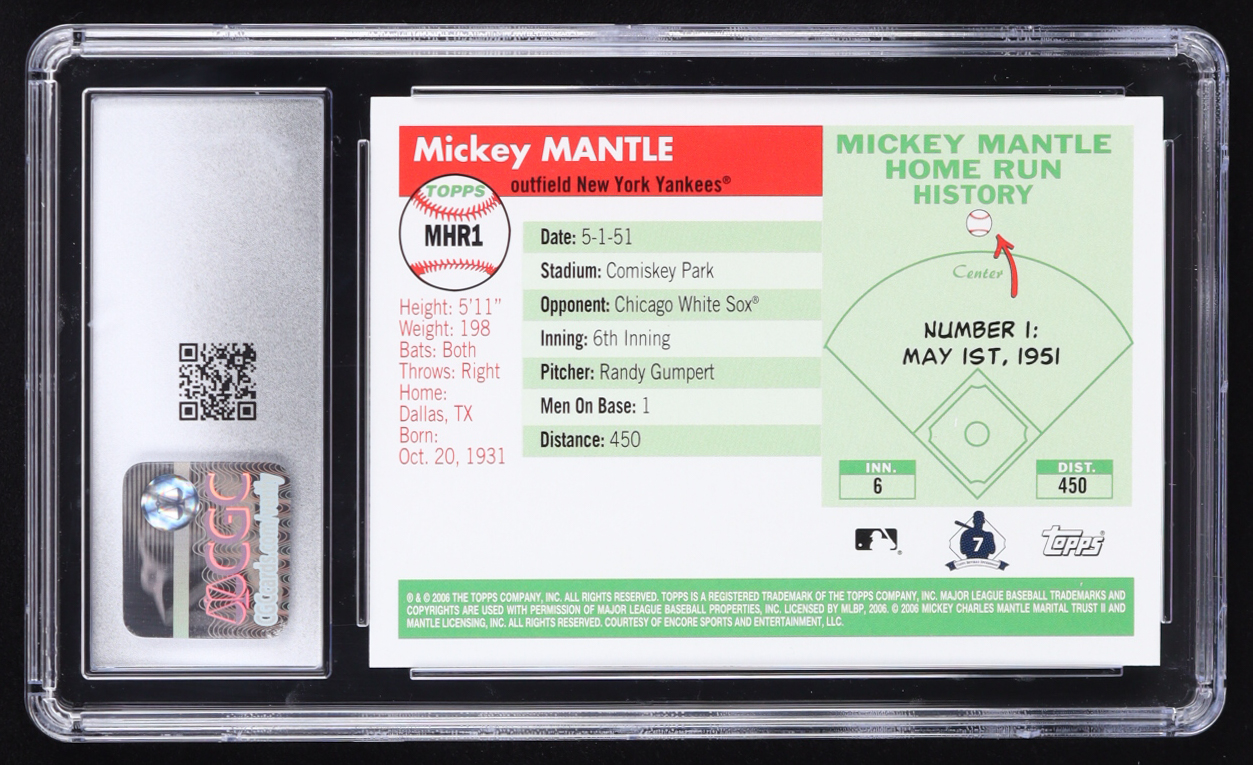 Mickey MANTLE
outfield New York Yankees®
TOPPS
MHR1
Height: 5'11"
Weight: 198
Bats: Both
Throws: Right
Home:
Dallas, TX
Born:
Oct. 20, 1931
Date: 5-1-51
Stadium: Comiskey Park
Opponent: Chicago White Sox®
Inning: 6th Inning
Pitcher: Randy Gumpert
Men On Base: 1
Distance: 450
MICKEY MANTLE
HOME RUN
HISTORY
Center
NUMBER 1:
MAY 1ST, 1951
INN.
6
DIST.
450
7
Topps
® & © 2006 THE TOPPS COMPANY, INC. ALL RIGHTS RESERVED. TOPPS IS A REGISTERED TRADEMARK OF THE TOPPS COMPANY, INC. MAJOR LEAGUE BASEBALL TRADEMARKS AND
COPYRIGHTS ARE USED WITH PERMISSION OF MAJOR LEAGUE BASEBALL PROPERTIES, INC. LICENSED BY MLBP, 2006. © 2006 MICKEY CHARLES MANTLE MARITAL TRUST II AND
MANTLE LICENSING, INC. ALL RIGHTS RESERVED. COURTESY OF ENCORE SPORTS AND ENTERTAINMENT, LLC.